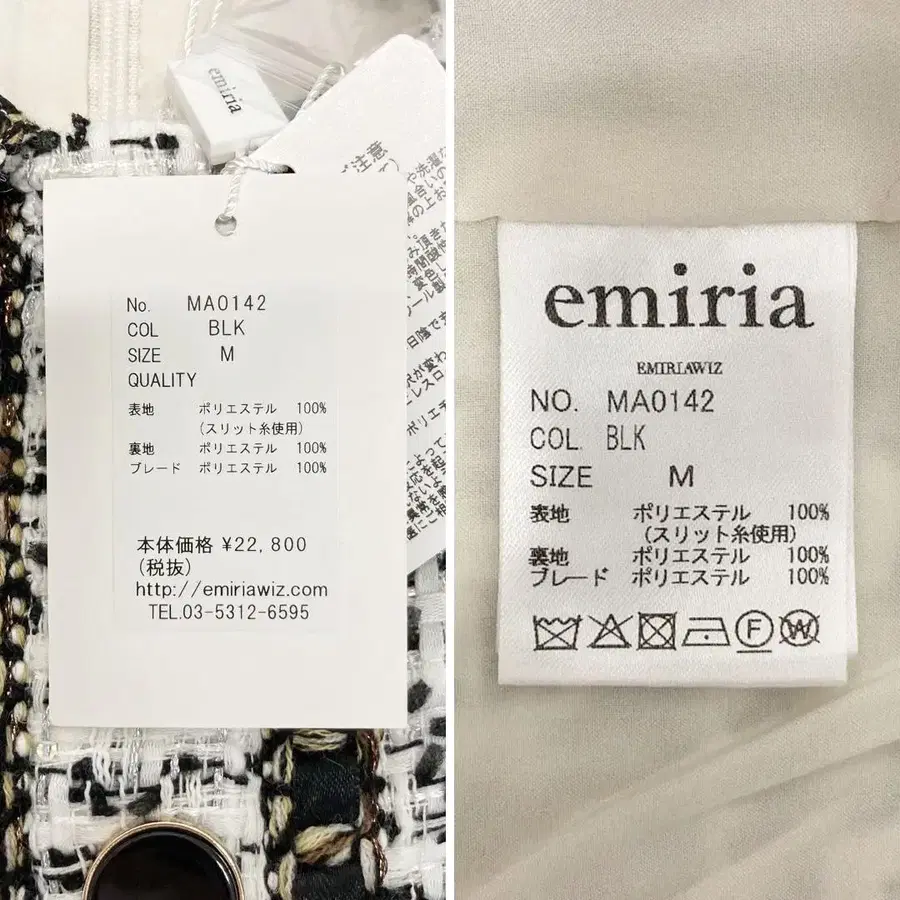 emiria
ご注意
No. MA0142
COL BLK
SIZE M
QUALITY
表地 ポリエステル 100%
(スリット糸使用)
裏地 ポリエステル 100%
ブレード ポリエステル 100%
本体価格 ¥22,800
(税抜)
http://emiriawiz.com
TEL.03-5312-6595
emiria
EMIRIAWIZ
NO. MA0142
COL BLK
SIZE M
表地 ポリエステル 100%
(スリット糸使用)
裏地 ポリエステル 100%
ブレード ポリエステル 100%
F
W